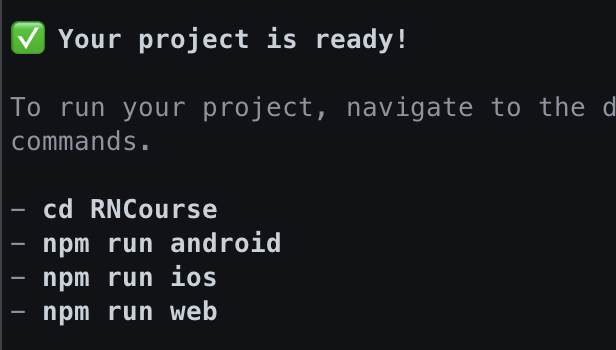 ✅ Your project is ready!
To run your project, navigate to the
commands.
- cd RNCourse
- npm run android
- npm run ios
- npm run web